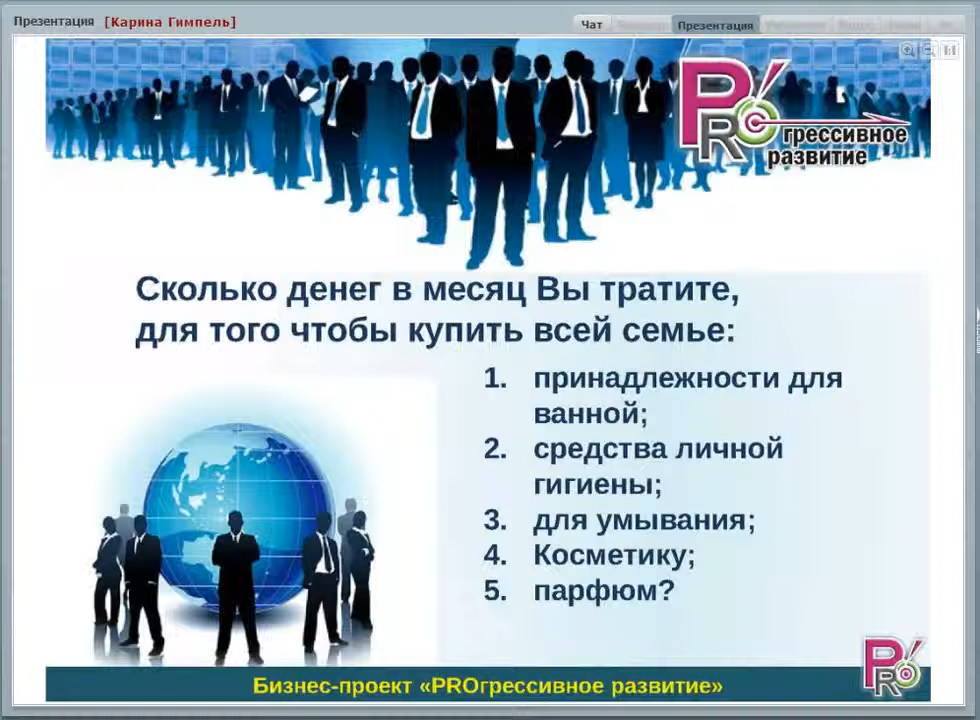 Презентация [Карина Гимпель]
Чат
Презентация
PRO
грессивное
развитие
Сколько денег в месяц Вы тратите,
для того чтобы купить всей семье:
1. принадлежности для
ванной;
2. средства личной
гигиены;
3. для умывания;
4. Косметику;
5. парфюм?
PRO
Бизнес-проект «PROгрессивное развитие»